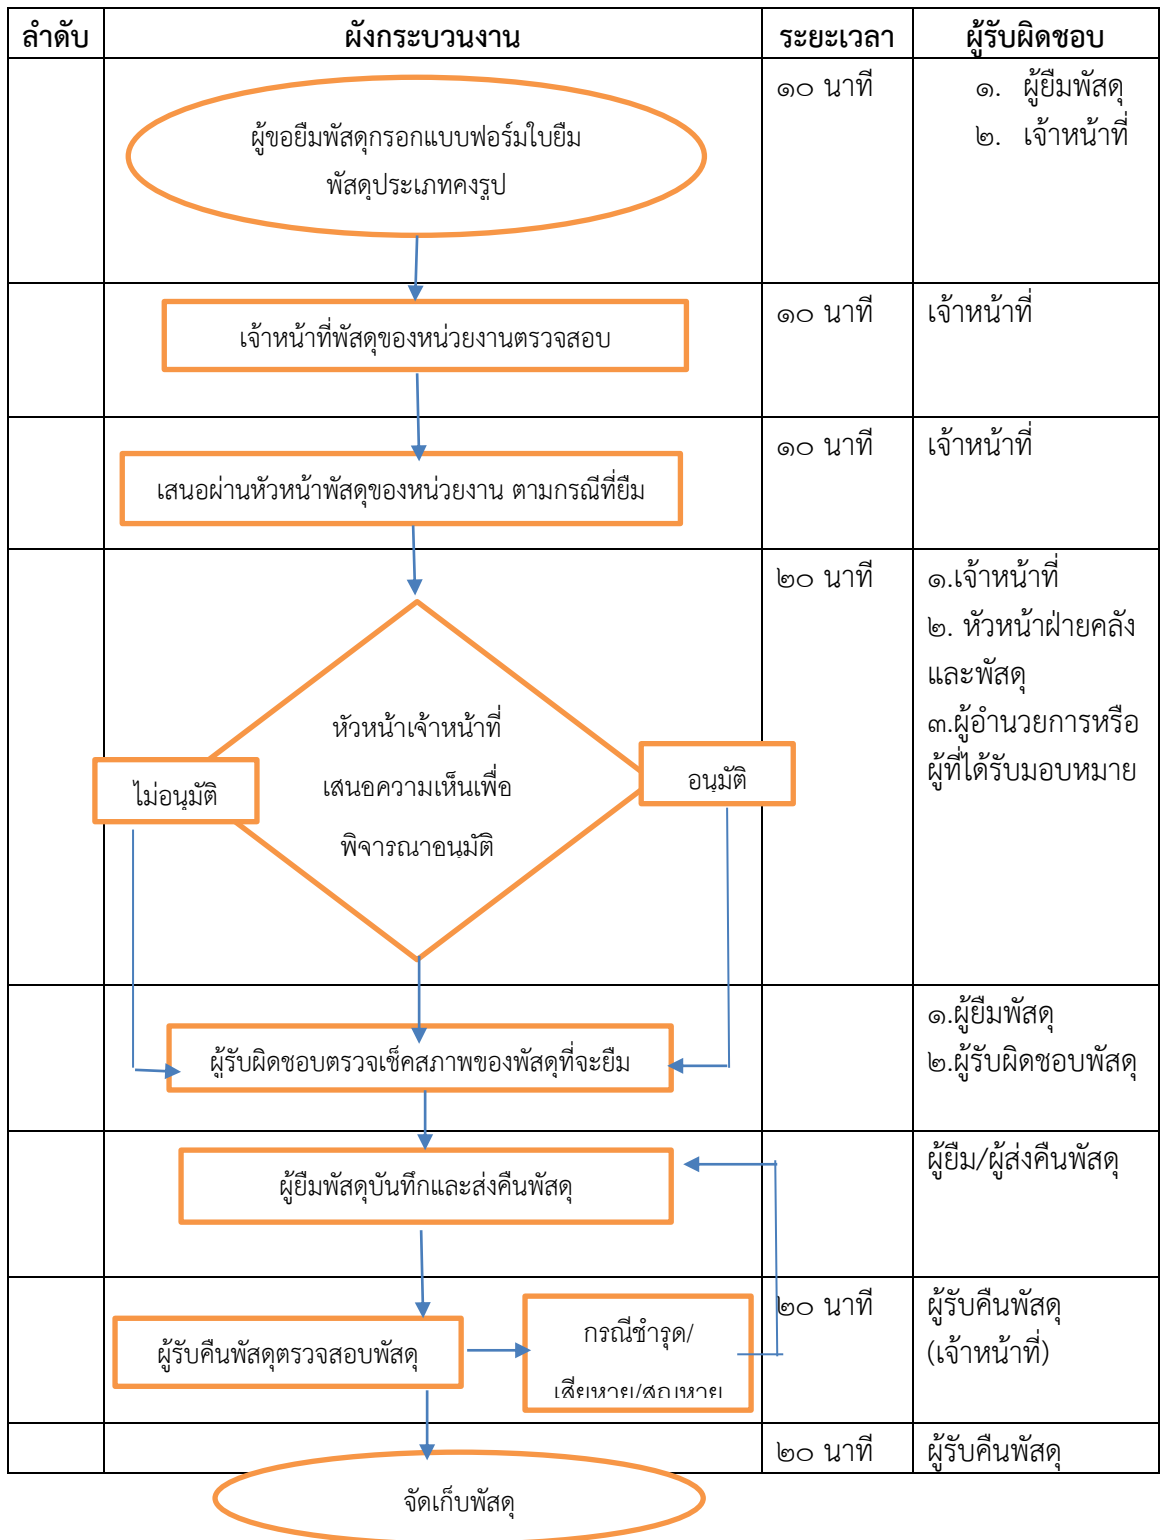 ลำดับ ผังกระบวนงาน ระยะเวลา ผู้รับผิดชอบ
ผู้ขอยืมพัสดุกรอกแบบฟอร์มใบยืม
พัสดุประเภทคงรูป
๑๐ นาที
๑. ผู้ยืมพัสดุ
๒. เจ้าหน้าที่
เจ้าหน้าที่พัสดุของหน่วยงานตรวจสอบ
๑๐ นาที
เจ้าหน้าที่
เสนอผ่านหัวหน้าพัสดุของหน่วยงาน ตามกรณีที่ยืม
๑๐ นาที
เจ้าหน้าที่
หัวหน้าเจ้าหน้าที่
เสนอความเห็นเพื่อ
พิจารณาอนุมัติ
ไม่อนุมัติ
อนุมัติ
๒๐ นาที
๑.เจ้าหน้าที่
๒. หัวหน้าฝ่ายคลัง
และพัสดุ
๓.ผู้อำนวยการหรือ
ผู้ที่ได้รับมอบหมาย
ผู้รับผิดชอบตรวจเช็คสภาพของพัสดุที่จะยืม
๑.ผู้ยืมพัสดุ
๒.ผู้รับผิดชอบพัสดุ
ผู้ยืมพัสดุบันทึกและส่งคืนพัสดุ
ผู้ยืม/ผู้ส่งคืนพัสดุ
ผู้รับคืนพัสดุตรวจสอบพัสดุ
กรณีชำรุด/
เสียหาย/สูญหาย
๒๐ นาที
ผู้รับคืนพัสดุ
(เจ้าหน้าที่)
จัดเก็บพัสดุ
๒๐ นาที
ผู้รับคืนพัสดุ